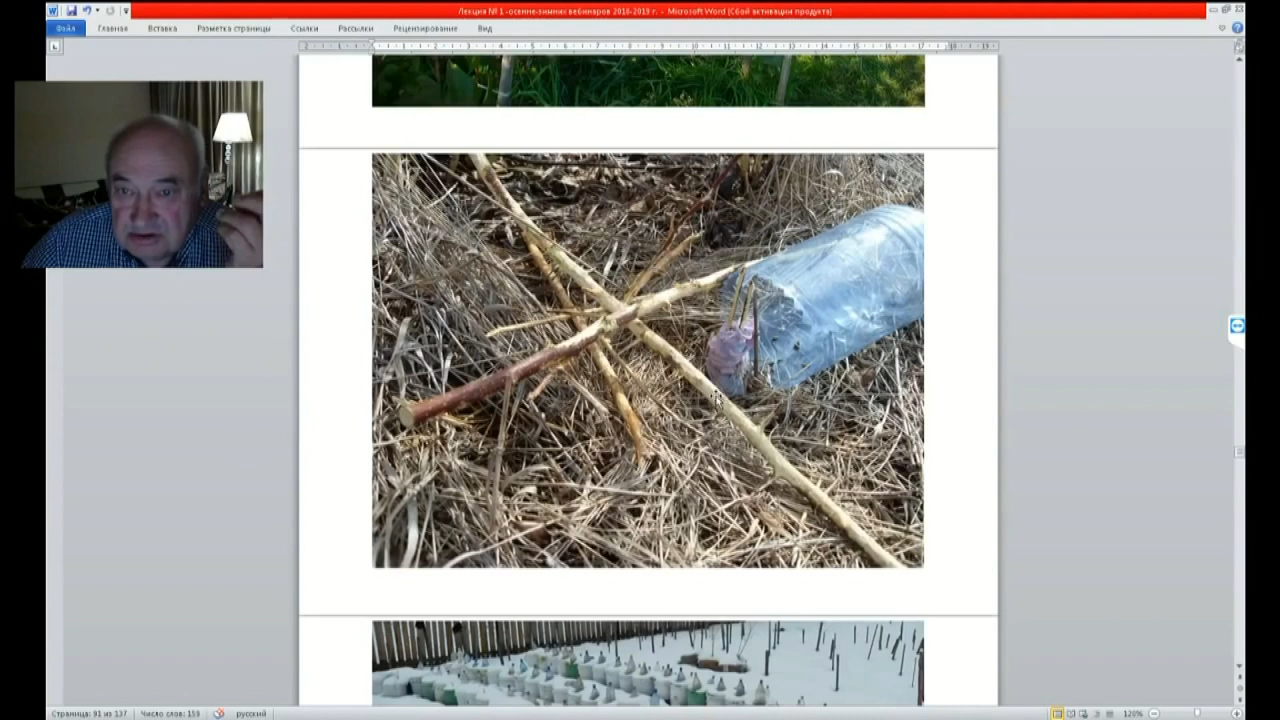 Лекция № 1 -осенне-зимних вебинаров 2018-2019 г. - Microsoft Word (Сбой активации продукта)
Файл Главная Вставка Разметка страницы Ссылки Рассылки Рецензирование Вид
Страница: 91 из 137 Число слов: 159 русский 120%